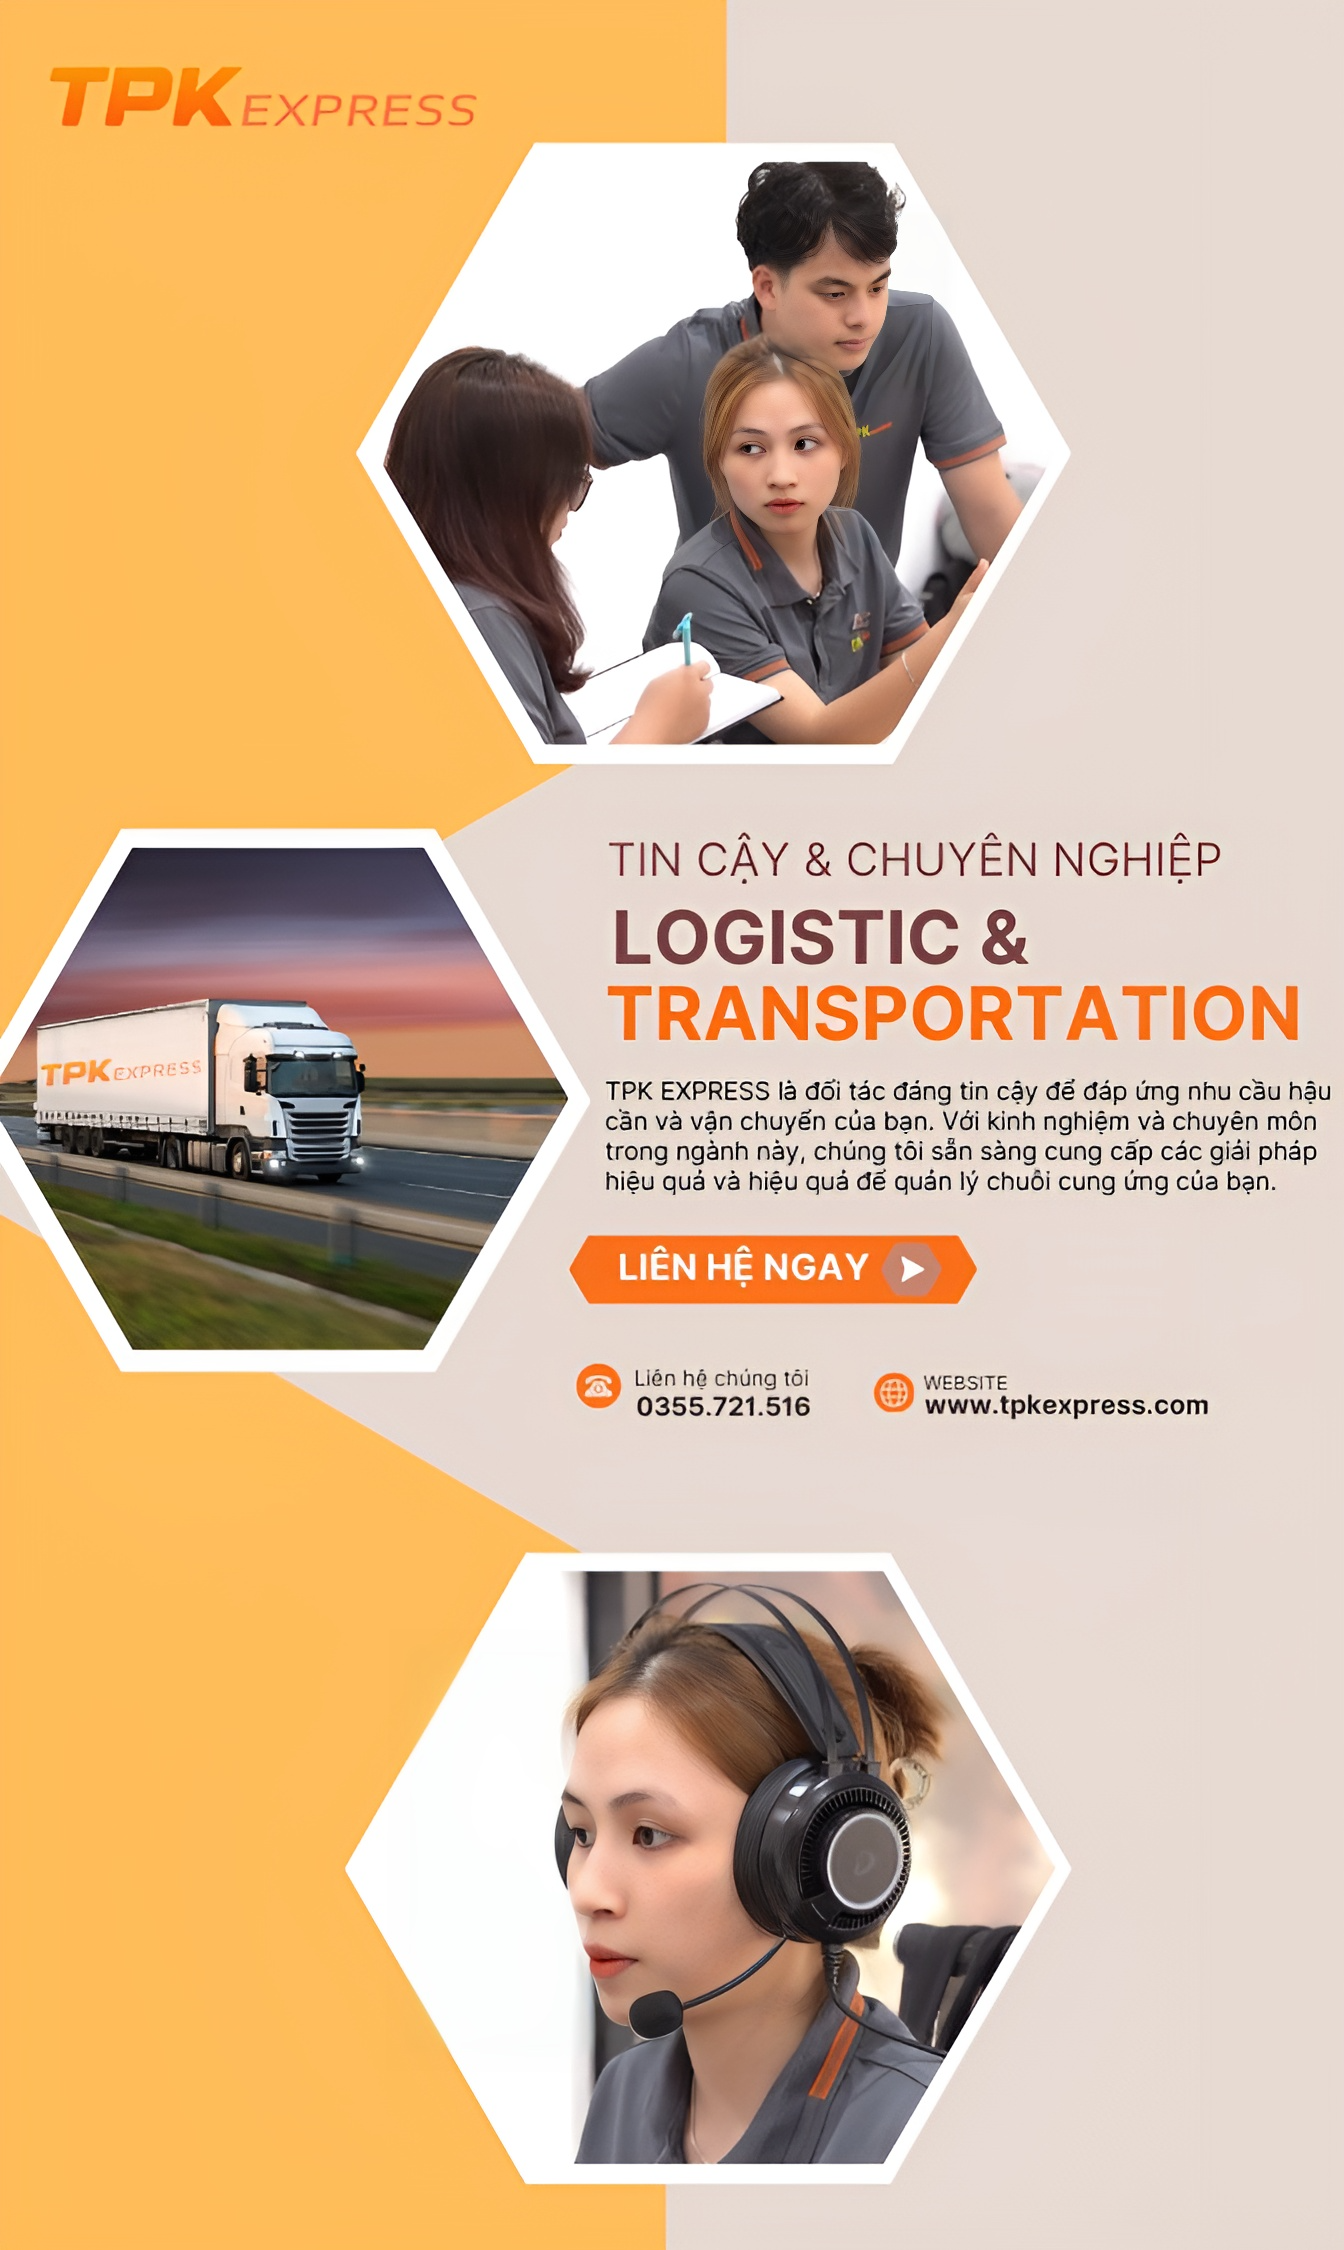 TPK EXPRESS
PK
TIN CẬY & CHUYÊN NGHIỆP
LOGISTIC &
TRANSPORTATION
TPK EXPRESS
TPK EXPRESS là đối tác đáng tin cậy để đáp ứng nhu cầu hậu
cần và vận chuyển của bạn. Với kinh nghiệm và chuyên môn
trong ngành này, chúng tôi sẵn sàng cung cấp các giải pháp
hiệu quả và hiệu quả để quản lý chuỗi cung ứng của bạn.
LIÊN HỆ NGAY
Liên hệ chúng tôi
0355.721.516
WEBSITE
www.tpkexpress.com